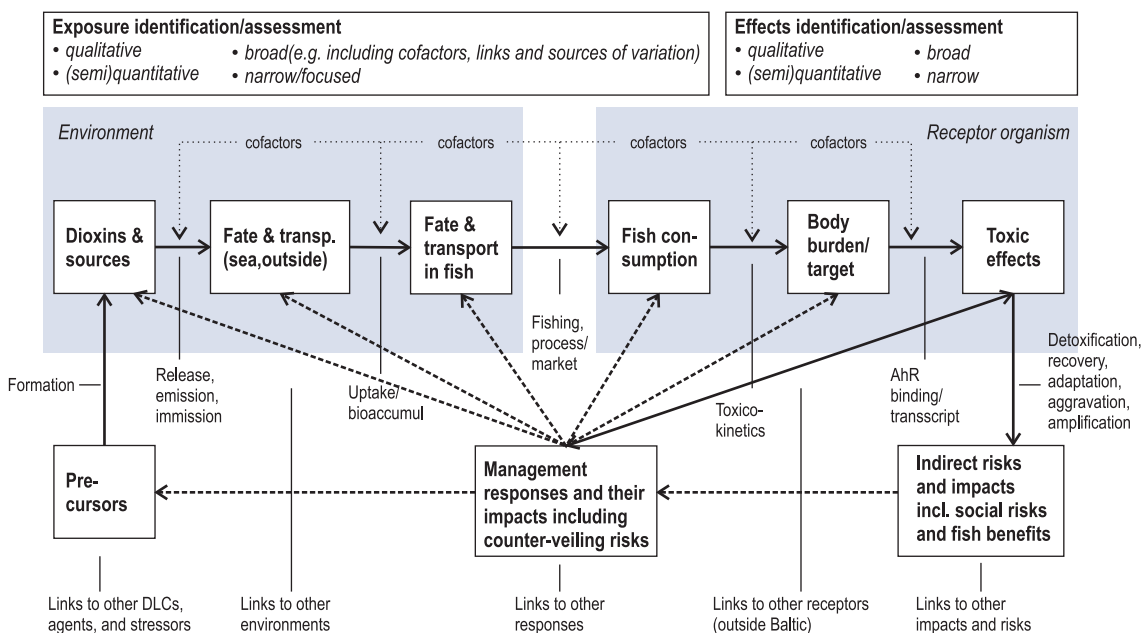 Exposure identification/assessment
• qualitative • broad(e.g. including cofactors, links and sources of variation)
• (semi)quantitative • narrow/focused
Effects identification/assessment
• qualitative • broad
• (semi)quantitative • narrow
Environment
Receptor organism
cofactors cofactors cofactors cofactors
Dioxins &
sources
Fate & transp.
(sea,outside)
Fate &
transport
in fish
Fish con-
sumption
Body
burden/
target
Toxic
effects
Formation
Release,
emission,
immission
Uptake/
bioaccumul
Fishing,
process/
market
Toxico-
kinetics
AhR
binding/
transscript
Detoxification,
recovery,
adaptation,
aggravation,
amplification
Pre-
cursors
Management
responses and their
impacts including
counter-veiling risks
Indirect risks
and impacts
incl. social risks
and fish benefits
Links to other DLCs,
agents, and stressors
Links to other
environments
Links to other
responses
Links to other receptors
(outside Baltic)
Links to other
impacts and risks